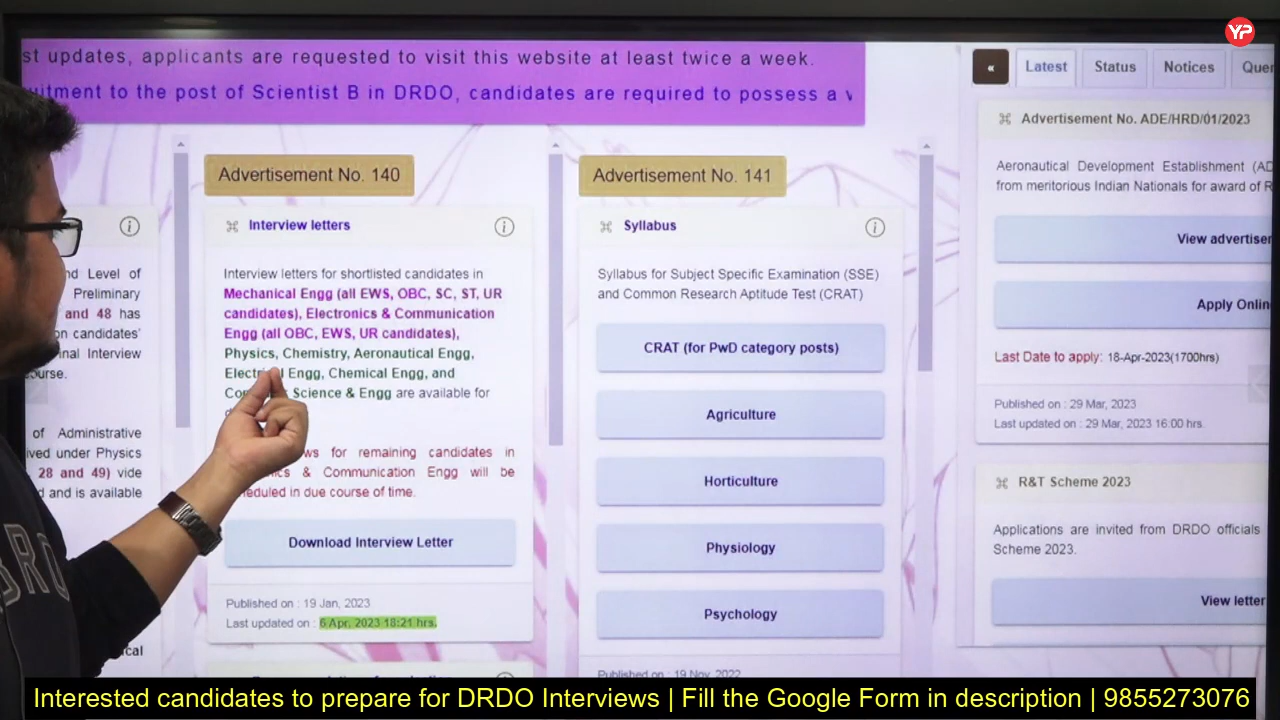 YP
st updates, applicants are requested to visit this website at least twice a week.
uitment to the post of Scientist B in DRDO, candidates are required to possess a v
nd Level of
Preliminary
and 48 has
on candidates'
inal Interview
ourse.
of Administrative
ved under Physics
28 and 49) vide
d and is available
cal
Advertisement No. 140
Interview letters
Interview letters for shortlisted candidates in
Mechanical Engg (all EWS, OBC, SC, ST, UR
candidates), Electronics & Communication
Engg (all OBC, EWS, UR candidates),
Physics, Chemistry, Aeronautical Engg,
Electrical Engg, Chemical Engg, and
Science & Engg are available for
ws for remaining candidates in
cs & Communication Engg will be
eduled in due course of time.
Download Interview Letter
Published on : 19 Jan, 2023
Last updated on : 6 Apr, 2023 18:21 hrs.
Advertisement No. 141
Syllabus
Syllabus for Subject Specific Examination (SSE)
and Common Research Aptitude Test (CRAT)
CRAT (for PwD category posts)
Agriculture
Horticulture
Physiology
Psychology
Published on : 19 Nov, 2022
« Latest Status Notices Quer
Advertisement No. ADE/HRD/01/2023
Aeronautical Development Establishment (AD
from meritorious Indian Nationals for award of R
View advertiser
Apply Onlin
Last Date to apply: 18-Apr-2023(1700hrs)
Published on : 29 Mar, 2023
Last updated on : 29 Mar, 2023 16:00 hrs.
R&T Scheme 2023
Applications are invited from DRDO officials
Scheme 2023.
View letter
Interested candidates to prepare for DRDO Interviews | Fill the Google Form in description | 9855273076